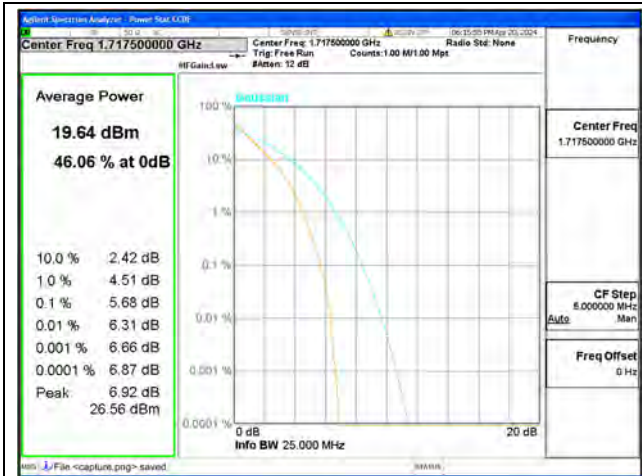 Agilent Spectrum Analyzer - Power Stat CCDF
06:15:55 PM Apr 20, 2024
Center Freq 1.717500000 GHz
Center Freq: 1.717500000 GHz
Radio Std: None
Trig: Free Run
Counts:1.00 M/1.00 Mpt
#IFGain:Low
#Atten: 12 dB
Frequency
Average Power
19.64 dBm
46.06 % at 0dB
10.0 % 2.42 dB
1.0 % 4.51 dB
0.1 % 5.68 dB
0.01 % 6.31 dB
0.001 % 6.66 dB
0.0001 % 6.87 dB
Peak 6.92 dB
26.56 dBm
Gaussian
100 %
10 %
1 %
0.1 %
0.01 %
0.001 %
0.0001 %
0 dB
20 dB
Info BW 25.000 MHz
Center Freq
1.717500000 GHz
CF Step
5.000000 MHz
Auto Man
Freq Offset
0 Hz
MSG File <capture.png> saved
STATUS